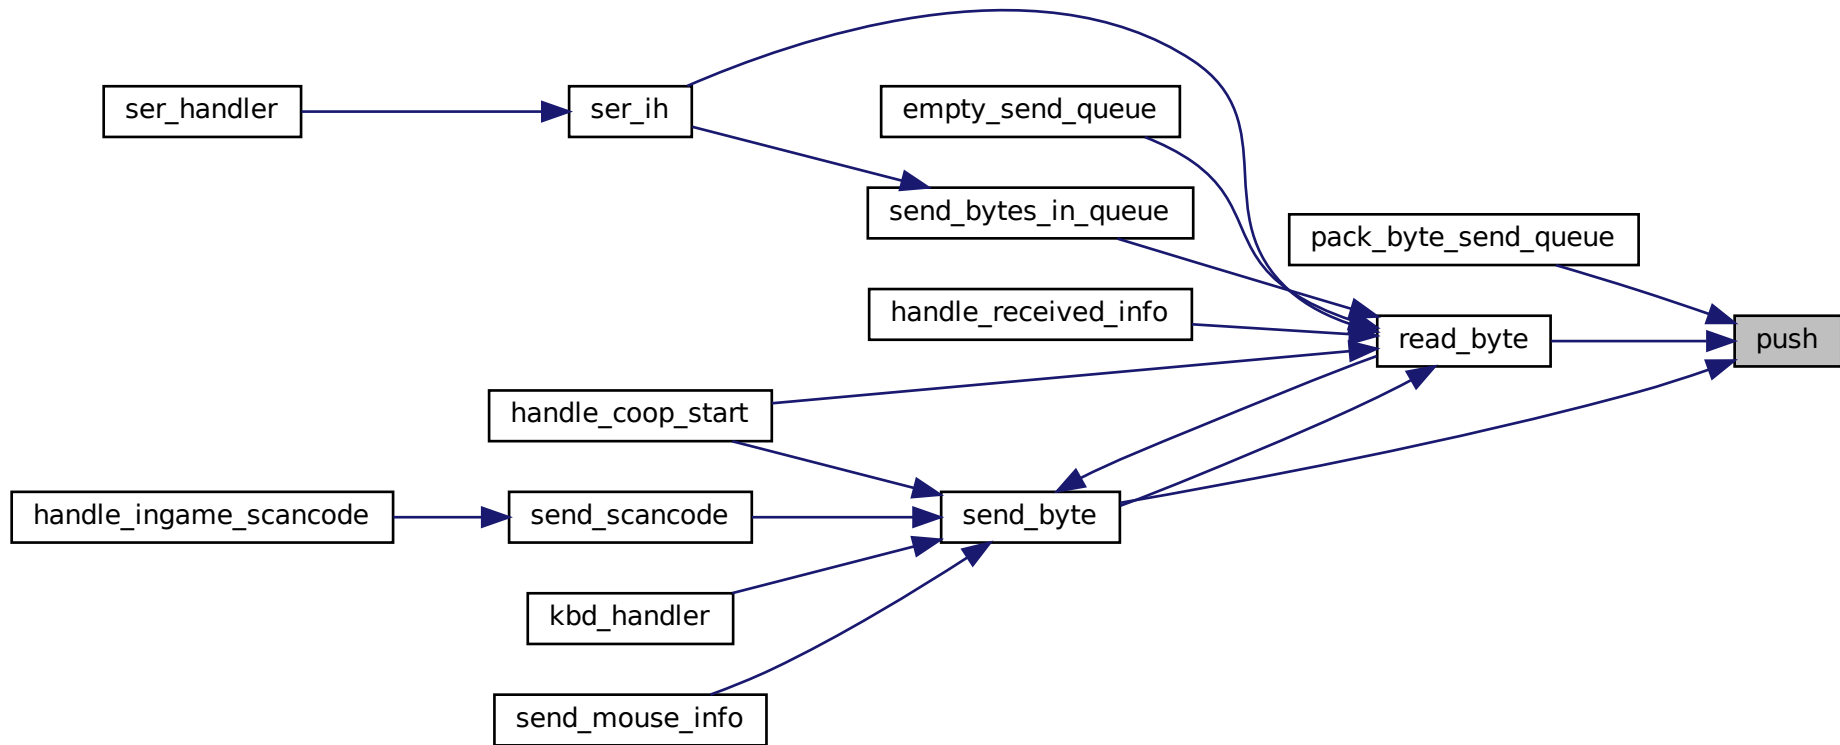 ser_handler
ser_ih
empty_send_queue
send_bytes_in_queue
pack_byte_send_queue
handle_received_info
read_byte
push
handle_coop_start
handle_ingame_scancode
send_scancode
send_byte
kbd_handler
send_mouse_info